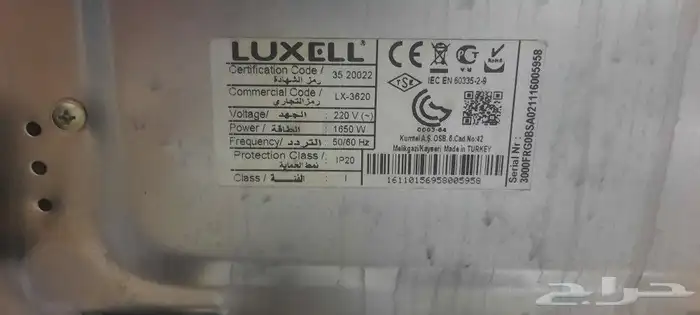 LUXELL
Certification Code / رمز الشهادة 35 20022
Commercial Code / رمز التجاري LX-3620
Voltage / الجهد 220 V (~)
Power / الطاقة 1650 W
Frequency / التردد 50/60 Hz
Protection Class / نمط الحماية IP20
Class / الفئة I
CE
TSE
IEC EN 60335-2-9
Kumtel A.Ş. OSB. 6.Cad No:42
Melikgazi/Kayseri Made in TURKEY
16110156958005958
Serial Nr :
3000FRG0BSA021116005958
حراج